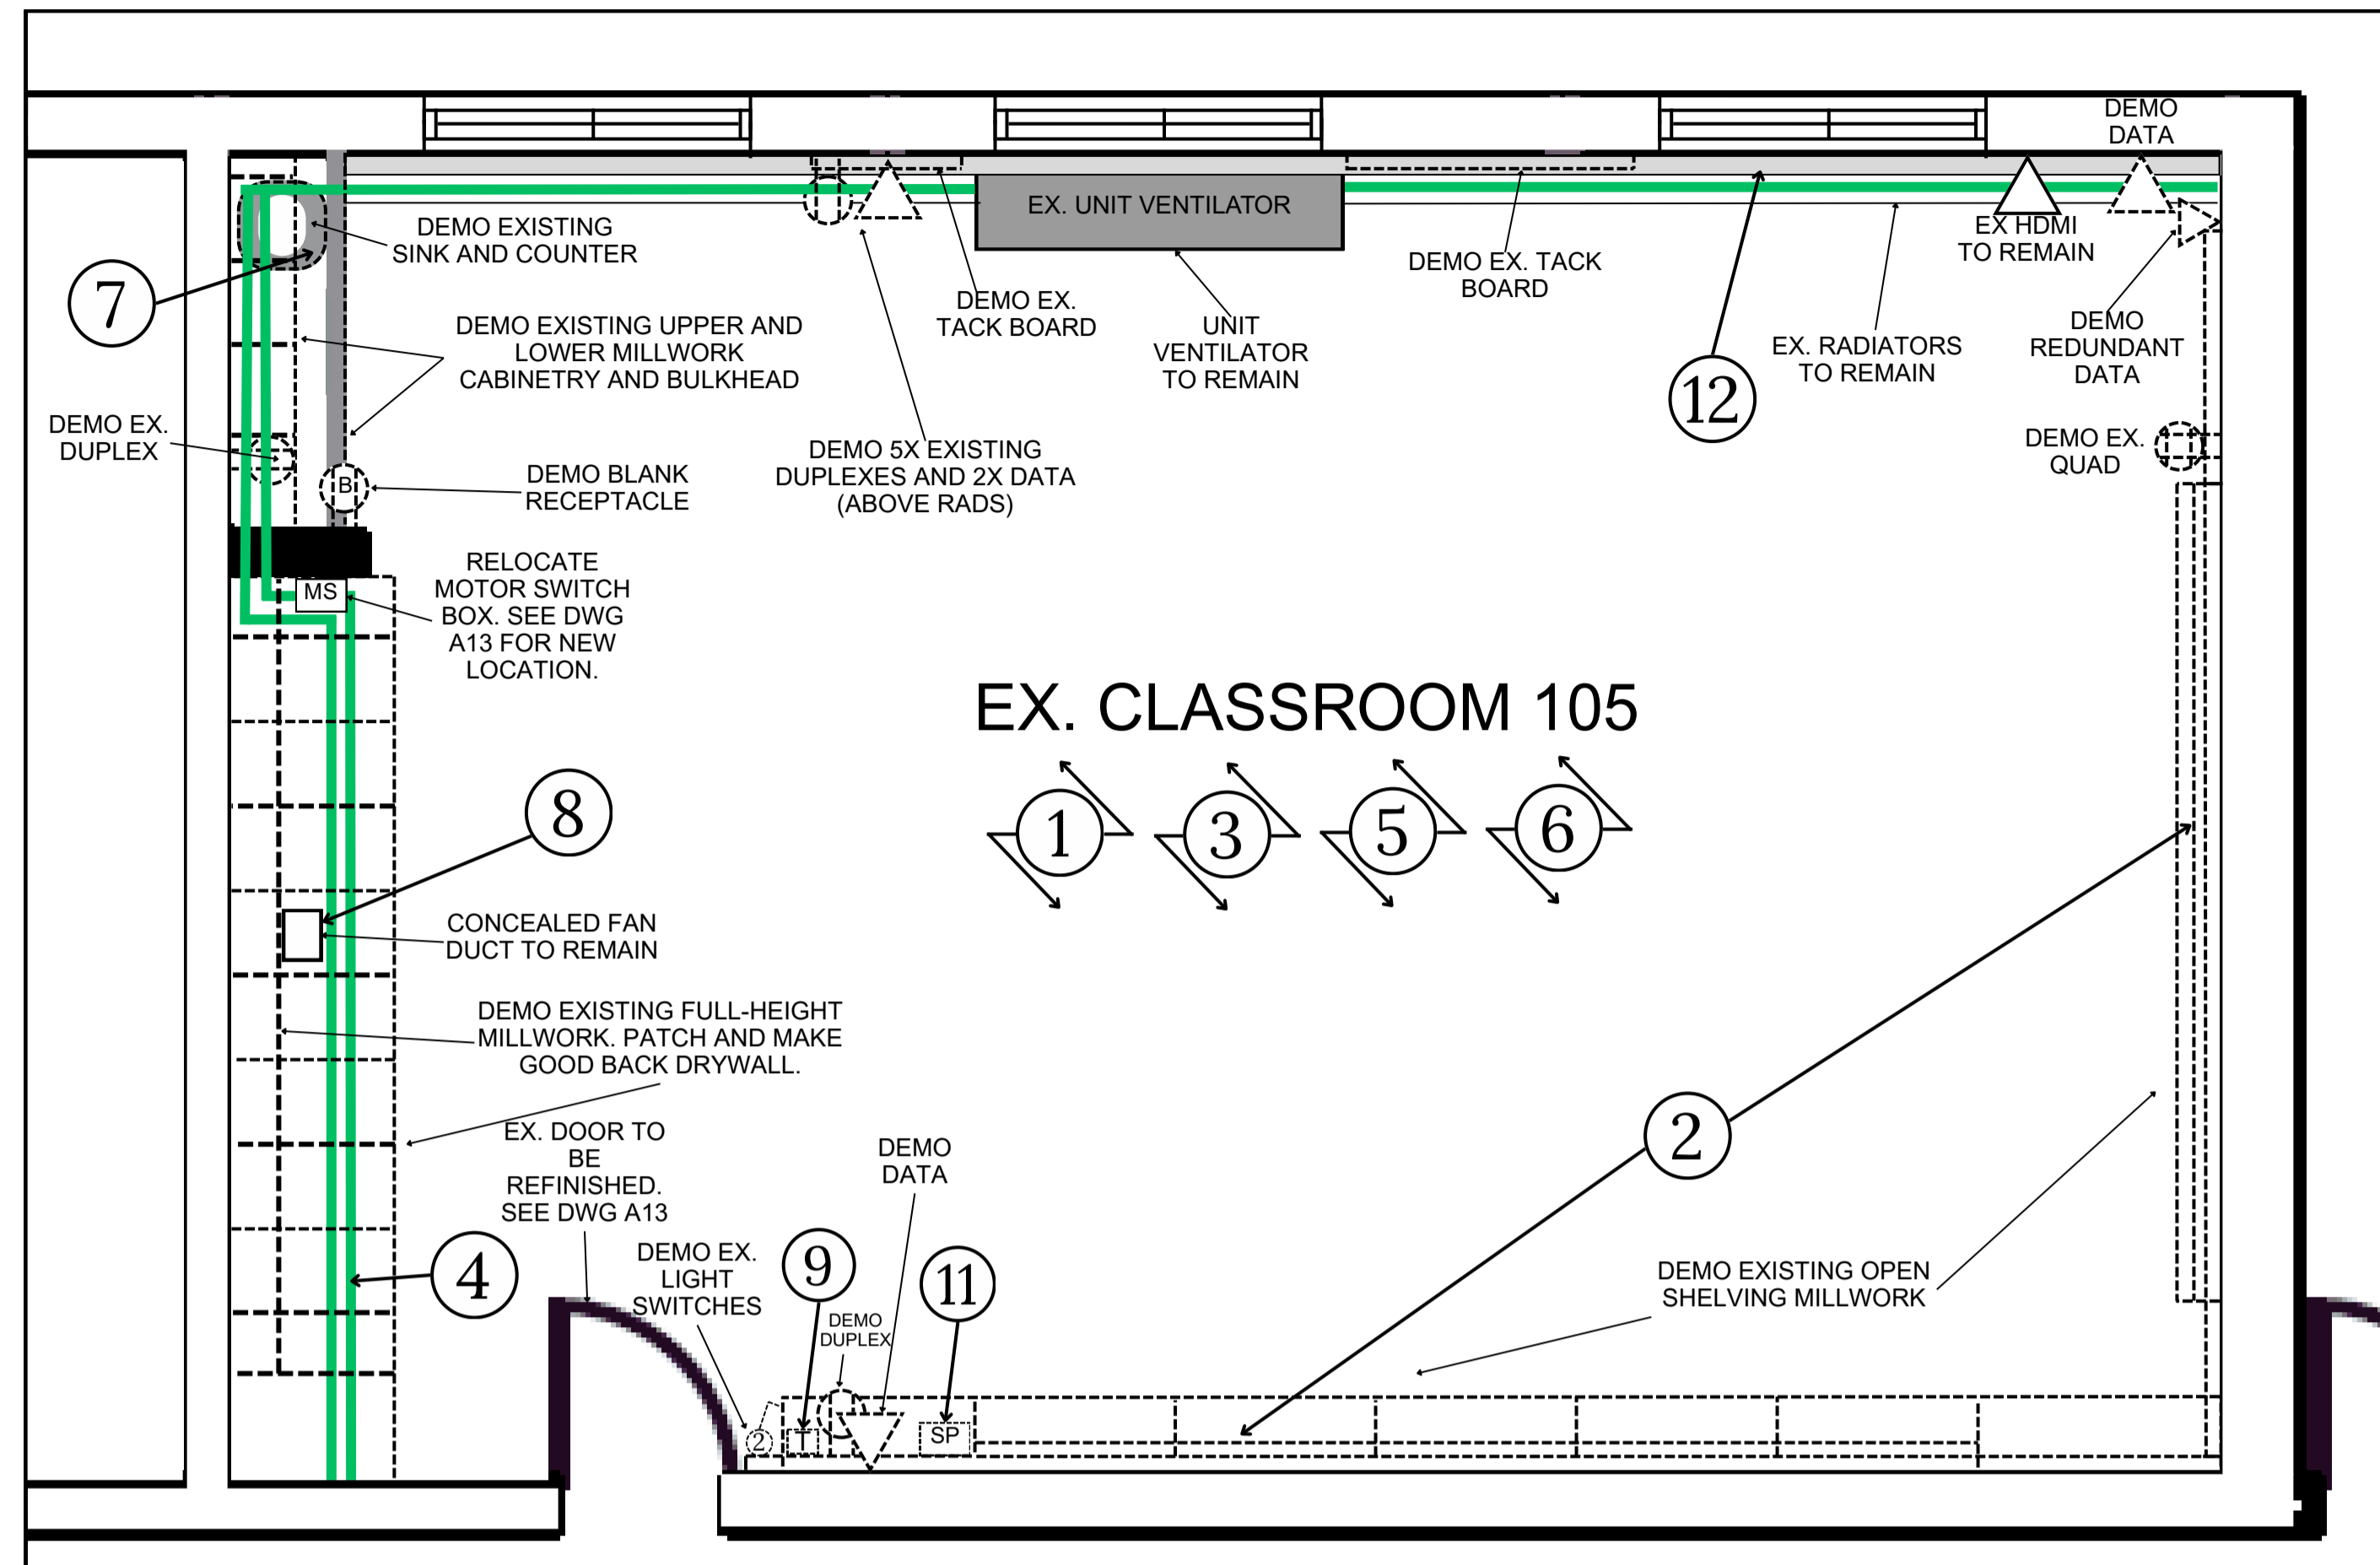 DEMO
DATA
DEMO EXISTING
SINK AND COUNTER
EX. UNIT VENTILATOR
EX HDMI
TO REMAIN
7
DEMO EX. TACK
BOARD
DEMO EX.
TACK BOARD
DEMO EXISTING UPPER AND
LOWER MILLWORK
CABINETRY AND BULKHEAD
UNIT
VENTILATOR
TO REMAIN
EX. RADIATORS
TO REMAIN
DEMO
REDUNDANT
DATA
12
DEMO EX.
DUPLEX
DEMO 5X EXISTING
DUPLEXES AND 2X DATA
(ABOVE RADS)
DEMO EX.
QUAD
B
DEMO BLANK
RECEPTACLE
MS
RELOCATE
MOTOR SWITCH
BOX. SEE DWG
A13 FOR NEW
LOCATION.
EX. CLASSROOM 105
1
3
5
6
8
CONCEALED FAN
DUCT TO REMAIN
DEMO EXISTING FULL-HEIGHT
MILLWORK. PATCH AND MAKE
GOOD BACK DRYWALL.
2
EX. DOOR TO
BE
REFINISHED.
SEE DWG A13
DEMO
DATA
4
DEMO EX.
LIGHT
SWITCHES
9
11
DEMO
DUPLEX
DEMO EXISTING OPEN
SHELVING MILLWORK
2
T
SP